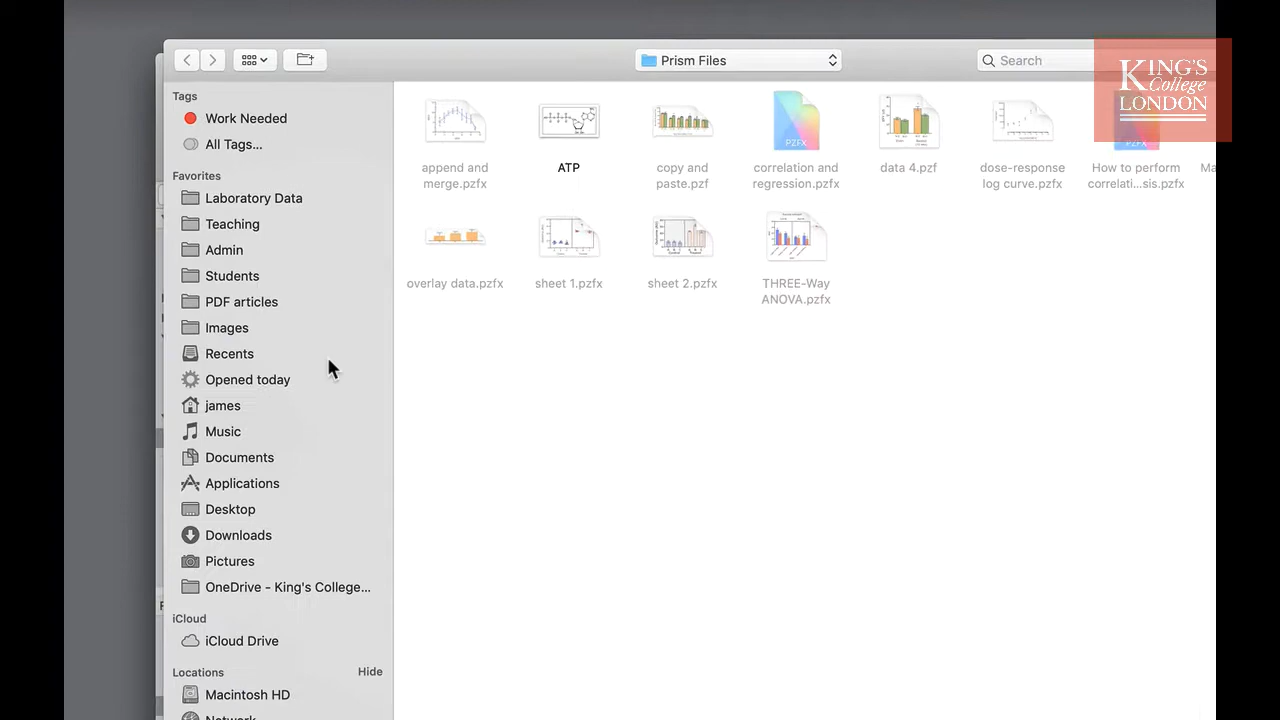 Prism Files
Search
KING'S
College
LONDON
Tags
Work Needed
All Tags...
Favorites
Laboratory Data
Teaching
Admin
Students
PDF articles
Images
Recents
Opened today
james
Music
Documents
Applications
Desktop
Downloads
Pictures
OneDrive - King's College...
iCloud
iCloud Drive
Locations
Hide
Macintosh HD
Network
append and
merge.pzfx
ATP
copy and
paste.pzf
PZFX
correlation and
regression.pzfx
data 4.pzf
dose-response
log curve.pzfx
PZFX
How to perform
correlati...sis.pzfx
Ma
overlay data.pzfx
sheet 1.pzfx
sheet 2.pzfx
THREE-Way
ANOVA.pzfx